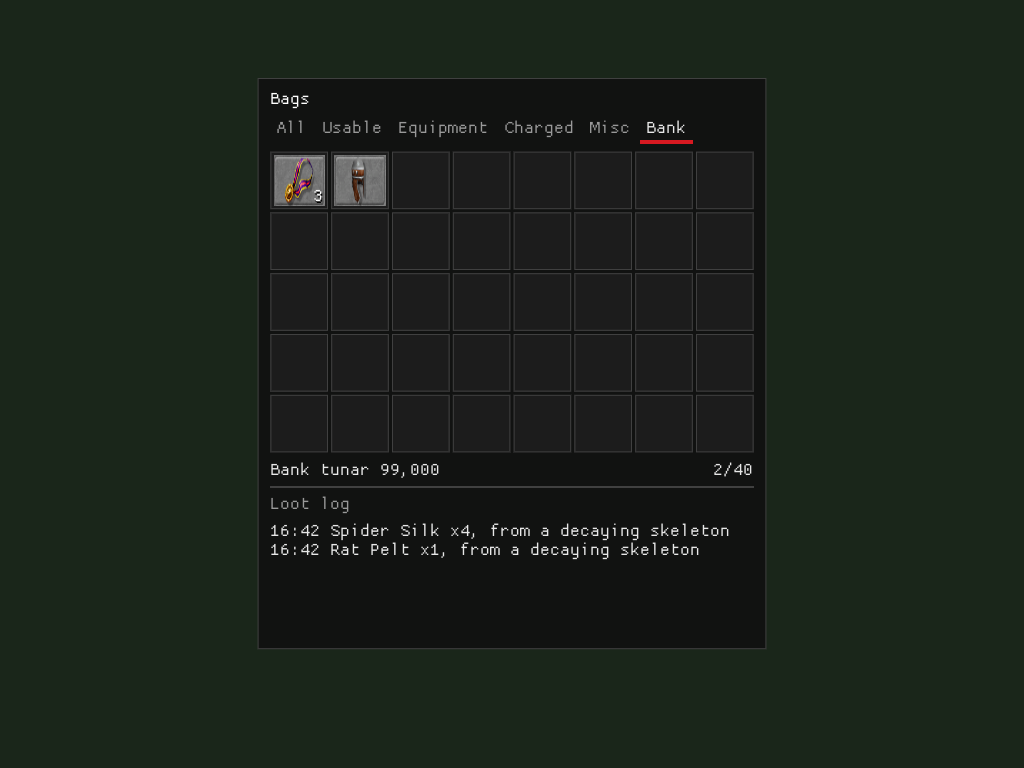 Bags
All Usable Equipment Charged Misc Bank
3
Bank tunar 99,000 2/40
Loot log
16:42 Spider Silk x4, from a decaying skeleton
16:42 Rat Pelt x1, from a decaying skeleton